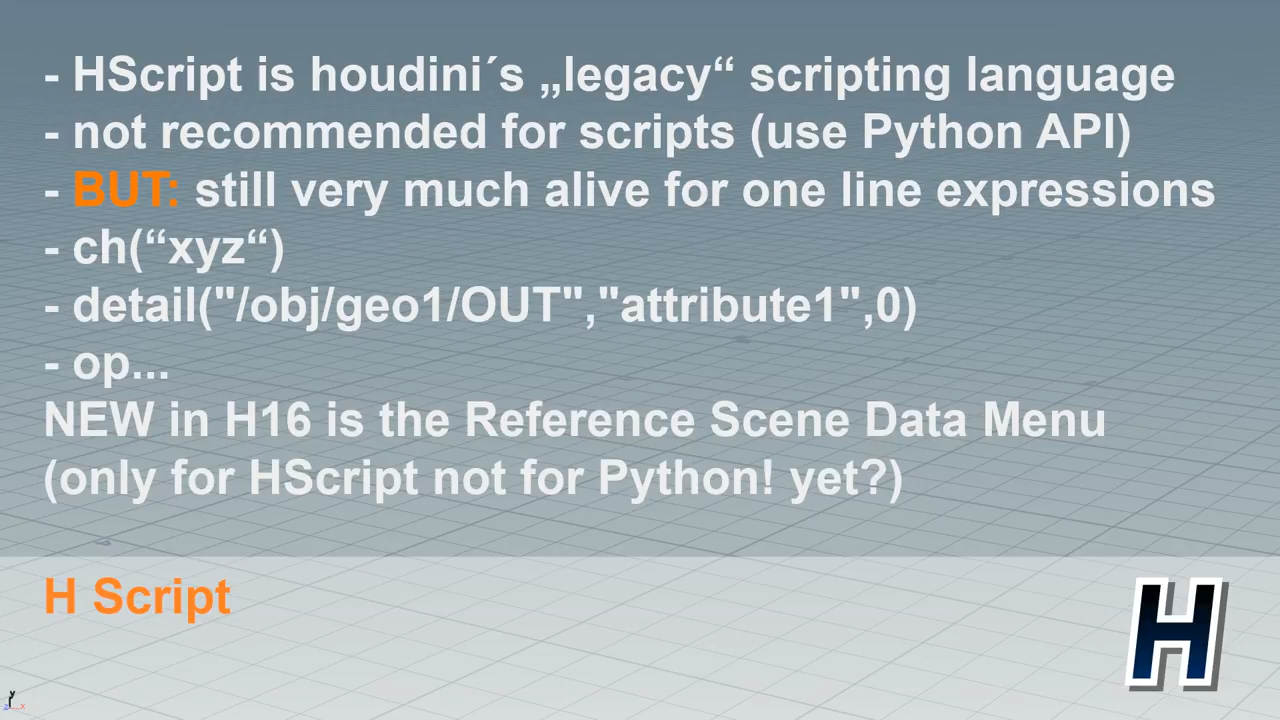 - HScript is houdini´s „legacy“ scripting language
- not recommended for scripts (use Python API)
- BUT: still very much alive for one line expressions
- ch(“xyz“)
- detail("/obj/geo1/OUT","attribute1",0)
- op...
NEW in H16 is the Reference Scene Data Menu
(only for HScript not for Python! yet?)
H Script
H
y
z x